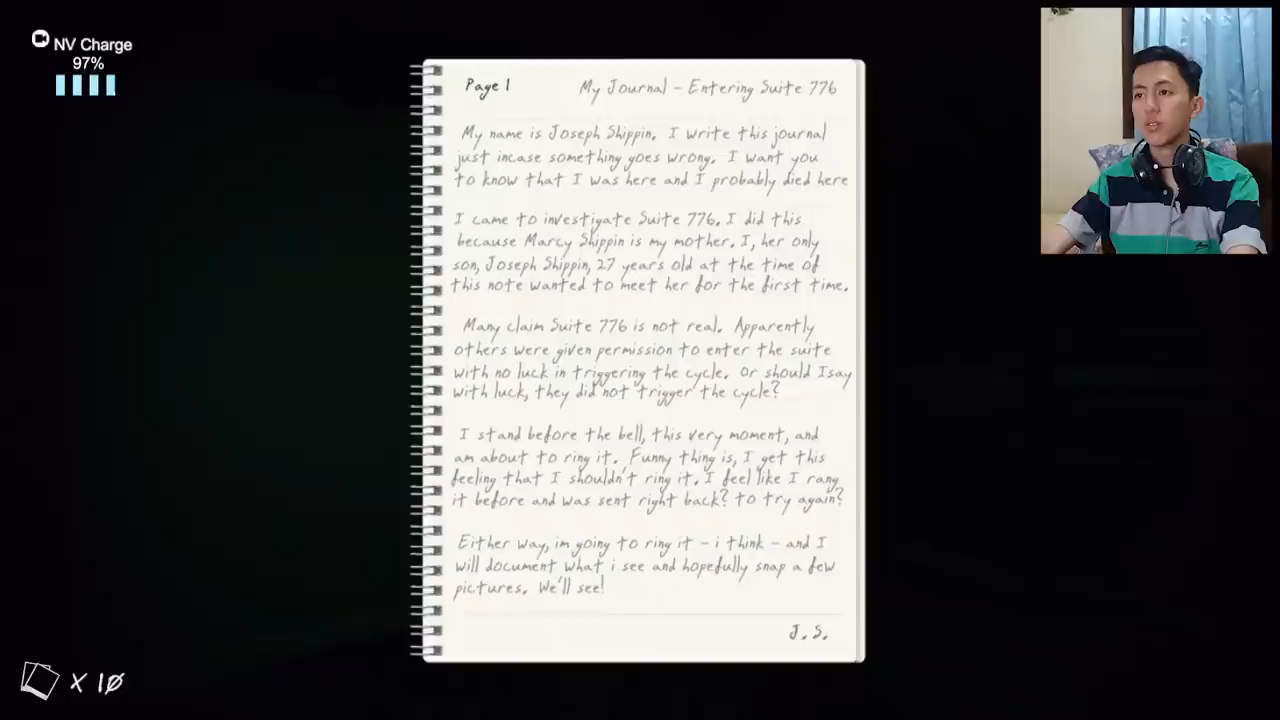 NV Charge
97%
Page 1
My Journal - Entering Suite 776
My name is Joseph Shippin. I write this journal
just incase something goes wrong. I want you
to know that I was here and I probably died here
I came to investigate Suite 776. I did this
because Marcy Shippin is my mother. I, her only
son, Joseph Shippin, 27 years old at the time of
this note wanted to meet her for the first time.
Many claim Suite 776 is not real. Apparently
others were given permission to enter the suite
with no luck in triggering the cycle. Or should I say
with luck, they did not trigger the cycle?
I stand before the bell, this very moment, and
am about to ring it. Funny thing is, I get this
feeling that I shouldn't ring it. I feel like I rang
it before and was sent right back? to try again?
Either way, im going to ring it - i think - and I
will document what i see and hopefully snap a few
pictures. We'll see!
J. S.
X 10